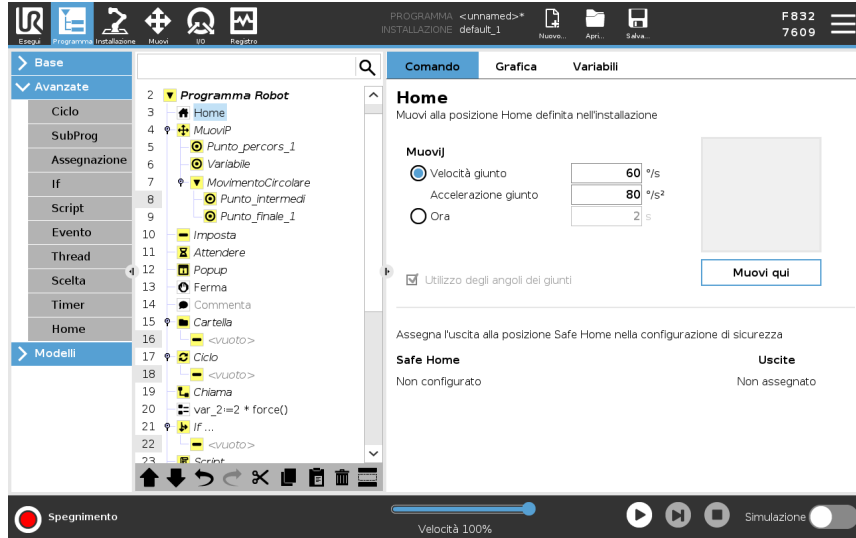 UR
PROGRAMMA <unnamed>*
INSTALLAZIONE default_1
F832
7609
Esegui Programma Installazione Muovi I/O Registro
Nuovo... Apri... Salva...
Base
Avanzate
Ciclo
SubProg
Assegnazione
If
Script
Evento
Thread
Scelta
Timer
Home
Modelli
2 Programma Robot
3 Home
4 MuoviP
5 Punto_percors_1
6 Variabile
7 MovimentoCircolare
8 Punto_intermedi
9 Punto_finale_1
10 Imposta
11 Attendere
12 Popup
13 Ferma
14 Commenta
15 Cartella
16 <vuoto>
17 Ciclo
18 <vuoto>
19 Chiama
20 var_2:=2 * force()
21 If ...
22 <vuoto>
23 Script
Comando Grafica Variabili
Home
Muovi alla posizione Home definita nell'installazione
MuoviJ
Velocità giunto 60 °/s
Accelerazione giunto 80 °/s²
Ora 2 s
Utilizzo degli angoli dei giunti
Muovi qui
Assegna l'uscita alla posizione Safe Home nella configurazione di sicurezza
Safe Home Uscite
Non configurato Non assegnato
Spegnimento
Velocità 100%
Simulazione